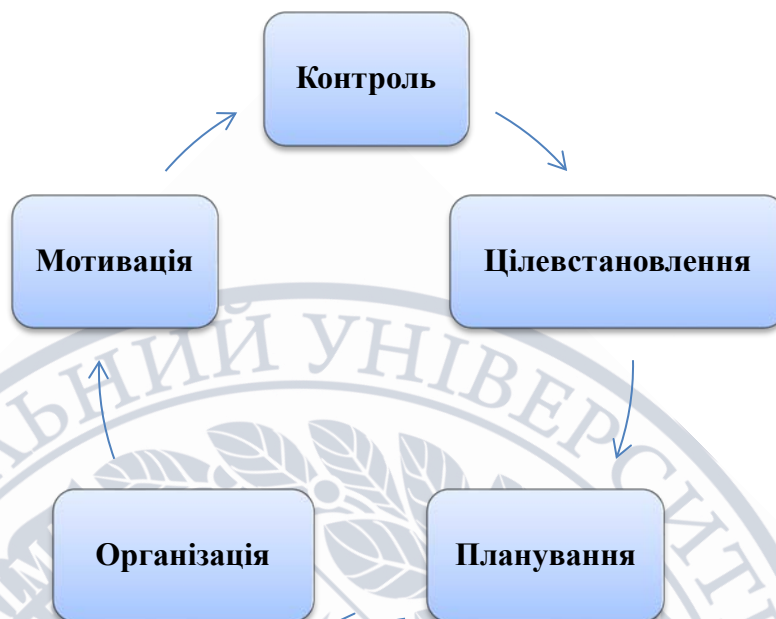 Контроль
Мотивація
Цілевстановлення
Організація
Планування